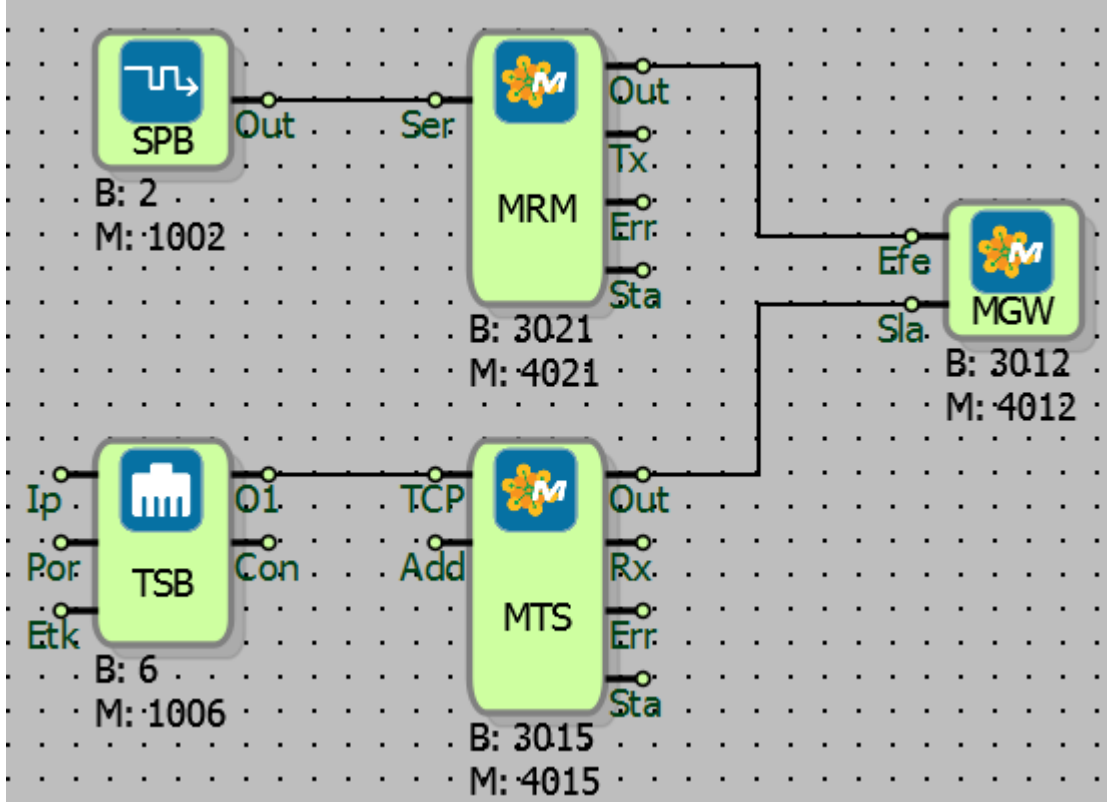 SPB
Out
B: 2
M: 1002
Ser
MRM
Out
Tx
Err
Sta
B: 3021
M: 4021
Efe
Sla
MGW
B: 3012
M: 4012
Ip
Por
Etk
TSB
O1
Con
B: 6
M: 1006
TCP
Add
MTS
Out
Rx
Err
Sta
B: 3015
M: 4015
M
M
M